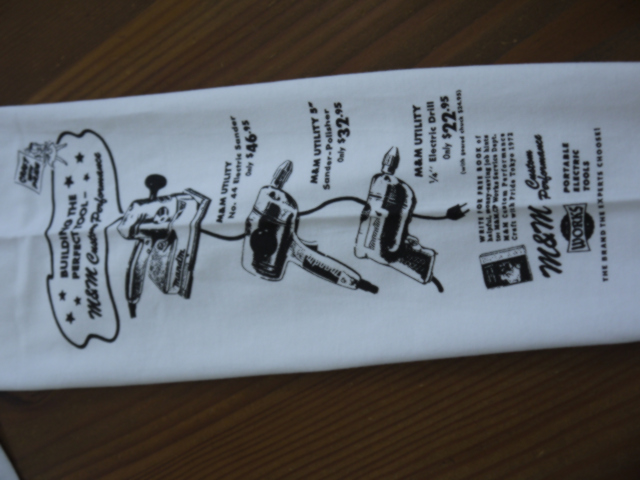 BUILDING THE
PERFECT TOOL—
M&M Custom Performance
M&M UTILITY
No. 44 Electric Sander
Only $46.95
M&M UTILITY 5"
Sander-Polisher
Only $32.95
M&M UTILITY
1/4" Electric Drill
Only $22.95
WRITE FOR BOOK of
M&M Custom
Performance
WORKS
PORTABLE
ELECTRIC
TOOLS
THE BRAND THE EXPERTS CHOOSE!